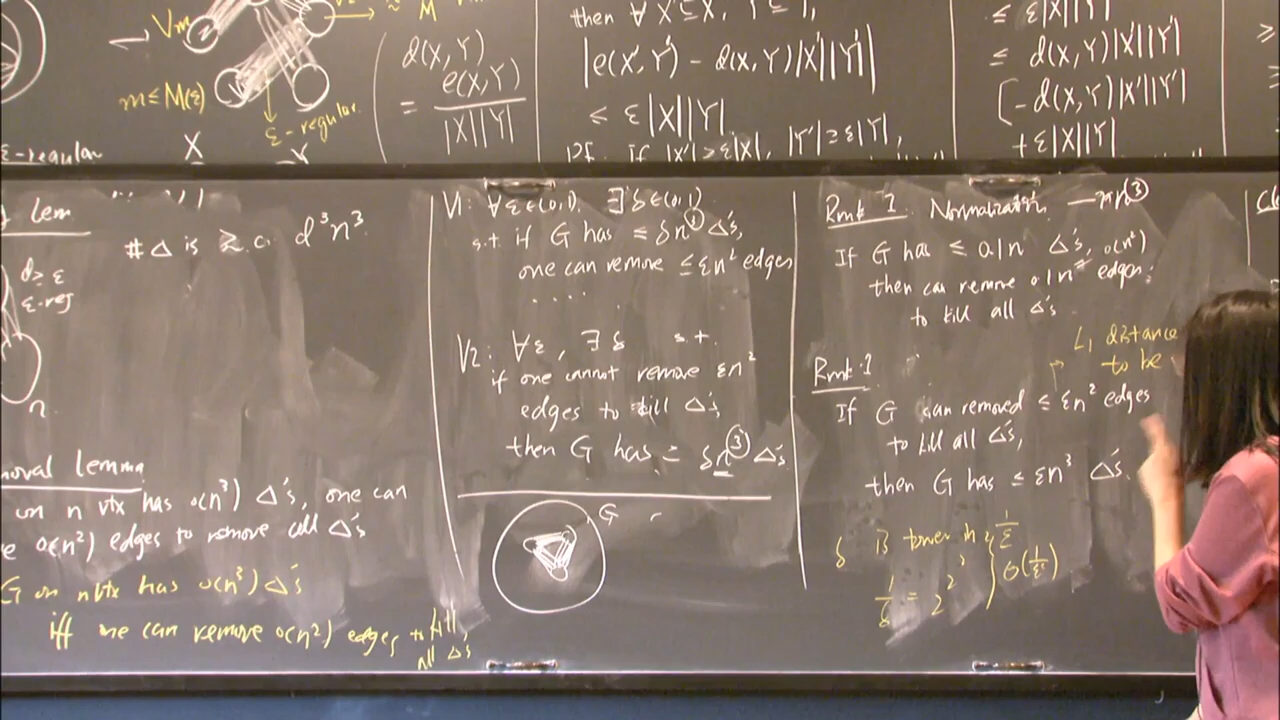 Vm
m ≤ M(ε)
ε-regular
ε-regular
X
Y
M
d(X,Y)
= e(X,Y)
|X||Y|
then ∀ X'⊆X,
|e(X',Y') - d(X,Y)|X'||Y'||
≤ ε|X||Y|
Pf. If |X'|>ε|X|, |Y'|≥ε|Y|,
≤ ε|X||Y|
≤ d(X,Y)|X'||Y'|
[-d(X,Y)|X'||Y'|
+ε|X||Y|
lem
#Δ is ≥ c. d³n³
d ≥ ε
ε-reg
n
moval lemma
on n vtx has o(n³) Δ's, one can
e o(n²) edges to remove all Δ's
G on n vtx has o(n³) Δ's
iff one can remove o(n²) edges to kill
all Δ's
V1: ∀ε∈(0,1), ∃δ∈(0,1)
s.t. if G has ≤ δn³ Δ's,
one can remove ≤ εn² edges
....
V2: ∀ε, ∃δ s.t.
if one cannot remove εn²
edges to kill Δ's,
then G has ≥ δn³ Δ's
G
Rmk 2. Normalization
If G has ≤ 0.1n Δ's, o(n²)
then can remove 0.1n² edges
to kill all Δ's
L₁ distance
to be
Rmk 1
If G can removed ≤ εn² edges
to kill all Δ's,
then G has ≤ εn³ Δ's.
δ is tower in 1/ε
1/δ = 2^2^2 } O(1/ε^c)